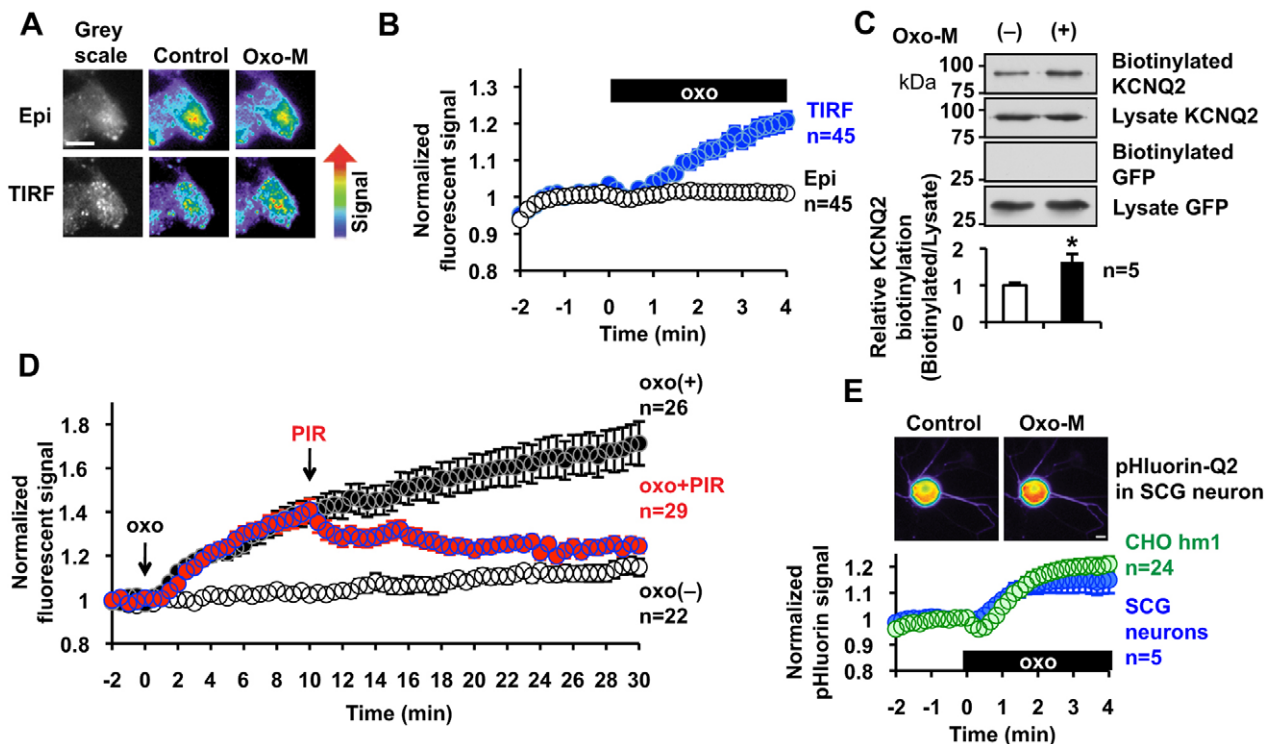 A
Grey
scale
Control
Oxo-M
Epi
TIRF
Signal
B
Normalized
fluorescent signal
1.3
1.2
1.1
1
0.9
0.8
oxo
TIRF
n=45
Epi
n=45
-2 -1 0 1 2 3 4
Time (min)
C
Oxo-M (–) (+)
kDa
100
75
Biotinylated
KCNQ2
100
75
Lysate KCNQ2
25
Biotinylated
GFP
25
Lysate GFP
Relative KCNQ2
biotinylation
(Biotinylated/Lysate)
2
1
0
*
n=5
D
Normalized
fluorescent signal
1.8
1.6
1.4
1.2
1
0.8
oxo
PIR
oxo(+)
n=26
oxo+PIR
n=29
oxo(–)
n=22
-2 0 2 4 6 8 10 12 14 16 18 20 22 24 26 28 30
Time (min)
E
Control
Oxo-M
pHluorin-Q2
in SCG neuron
Normalized
pHluorin signal
1.2
1.1
1
0.9
0.8
CHO hm1
n=24
SCG
neurons
n=5
oxo
-2 -1 0 1 2 3 4
Time (min)